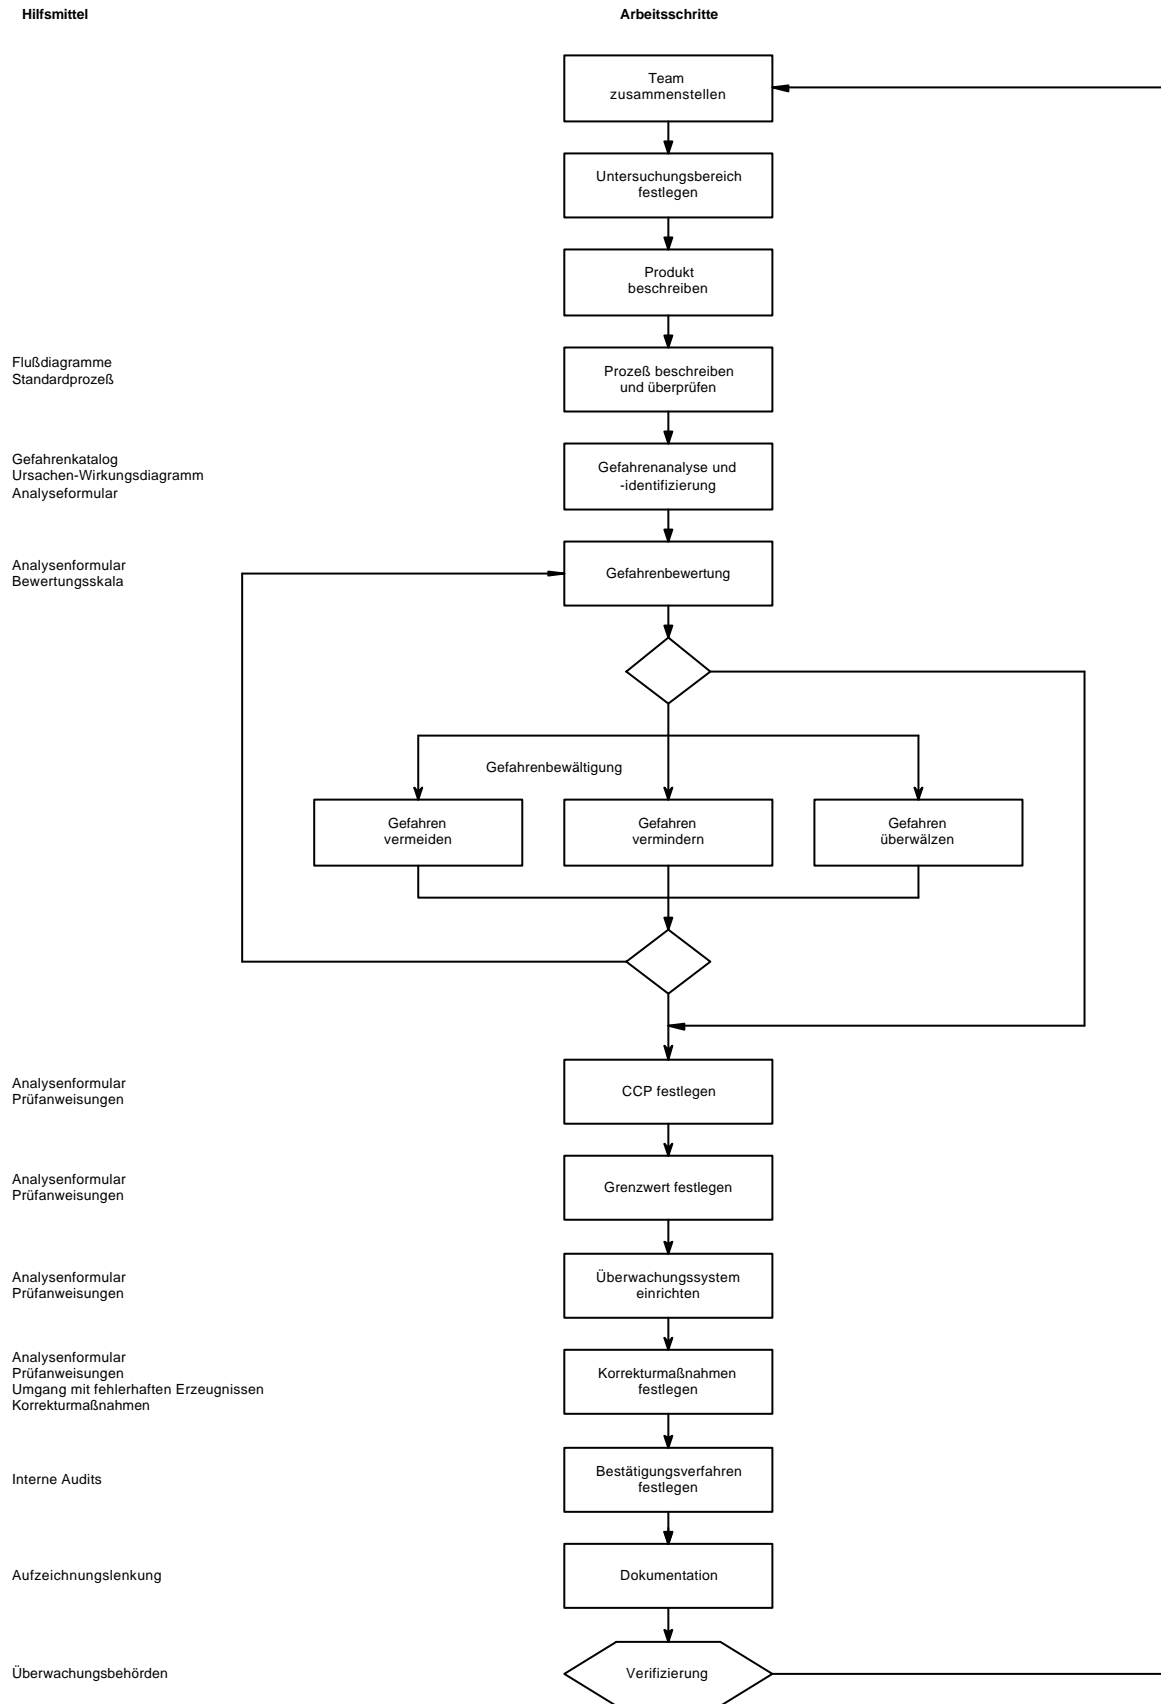 Hilfsmittel
Arbeitsschritte
Team
zusammenstellen
Untersuchungsbereich
festlegen
Produkt
beschreiben
Flußdiagramme
Standardprozeß
Prozeß beschreiben
und überprüfen
Gefahrenkatalog
Ursachen-Wirkungsdiagramm
Analyseformular
Gefahrenanalyse und
-identifizierung
Analysenformular
Bewertungsskala
Gefahrenbewertung
Gefahrenbewältigung
Gefahren
vermeiden
Gefahren
vermindern
Gefahren
überwälzen
Analysenformular
Prüfanweisungen
CCP festlegen
Analysenformular
Prüfanweisungen
Grenzwert festlegen
Analysenformular
Prüfanweisungen
Überwachungssystem
einrichten
Analysenformular
Prüfanweisungen
Umgang mit fehlerhaften Erzeugnissen
Korrekturmaßnahmen
Korrekturmaßnahmen
festlegen
Interne Audits
Bestätigungsverfahren
festlegen
Aufzeichnungslenkung
Dokumentation
Überwachungsbehörden
Verifizierung